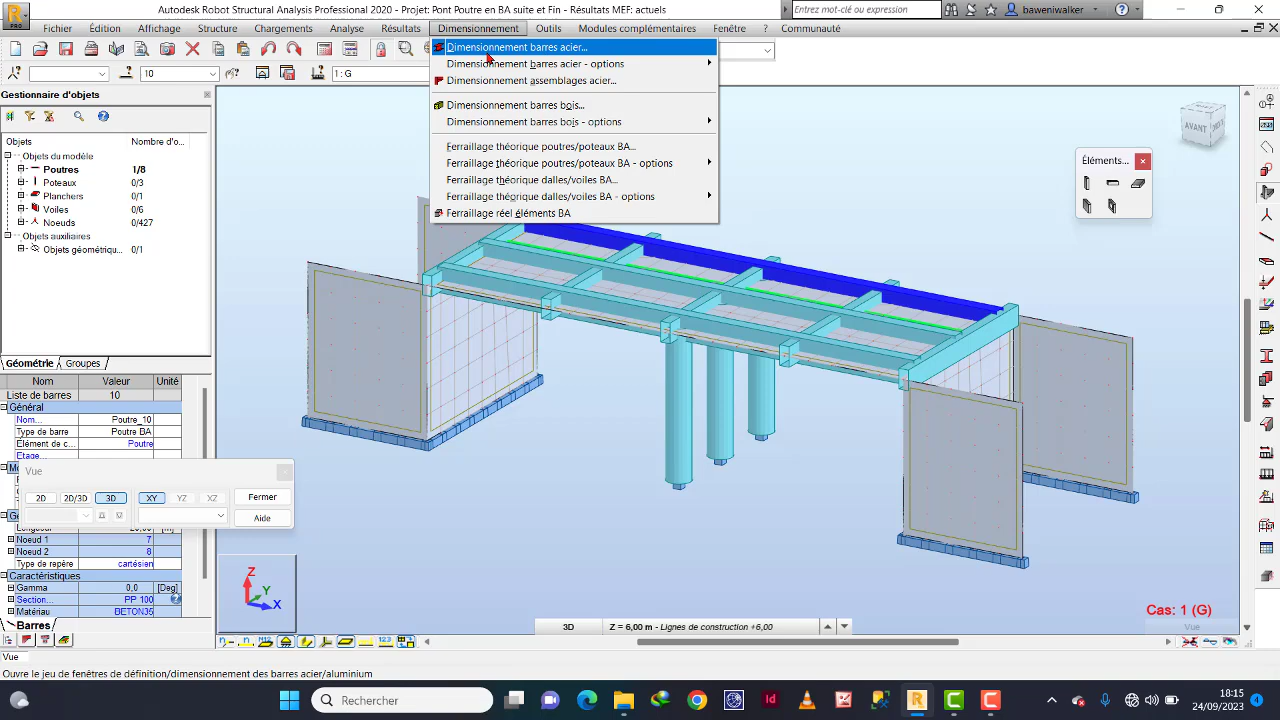 Autodesk Robot Structural Analysis Professional 2020 - Projet: Pont Poutre en BA suite et Fin - Résultats MEF: actuels
Entrez mot-clé/expression
baweniwalker
PRO
Fichier Édition Affichage Structure Chargements Analyse Résultats Dimensionnement Outils Modules complémentaires Fenêtre ? Communauté
1 : G
Dimensionnement barres acier...
Dimensionnement barres acier - options
Dimensionnement assemblages acier...
Dimensionnement barres bois...
Dimensionnement barres bois - options
Ferraillage théorique poutres/poteaux BA...
Ferraillage théorique poutres/poteaux BA - options
Ferraillage théorique dalles/voiles BA...
Ferraillage théorique dalles/voiles BA - options
Ferraillage réel éléments BA
Gestionnaire d'objets
Objets Nombre d'o...
Objets du modèle
Poutres 1/8
Poteaux 0/3
Planchers 0/2
Voiles 0/6
Noeuds 0/427
Objets auxiliaires
Objets géométriqu... 0/1
Géométrie Groupes
Nom Valeur Unité
Liste de barres 10
Général
Nom... Poutre_10
Type de barre Poutre BA
Élément de c... Poutre
Etage...
Vue
2D 2D/3D 3D XY YZ XZ Fermer
Aide
Noeud 1 7
Noeud 2 8
Type de repère cartésien
Caractéristiques
Gamma 0,0 [Deg]
Section... PP 100
Matériau BETON35
Barres
AVANT
Éléments...
Z
Y
X
Cas: 1 (G)
3D Z = 6,00 m - Lignes de construction +6,00 Vue
Vue
Ouvre le jeu de fenêtres de définition/dimensionnement des barres acier/aluminium
Rechercher
18:15
24/09/2023